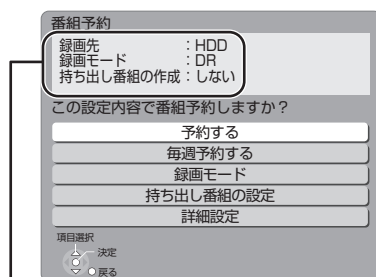 番組予約
録画先　　　　：HDD
録画モード　　：DR
持ち出し番組の作成：しない
この設定内容で番組予約しますか？
予約する
毎週予約する
録画モード
持ち出し番組の設定
詳細設定
項目選択
決定
戻る